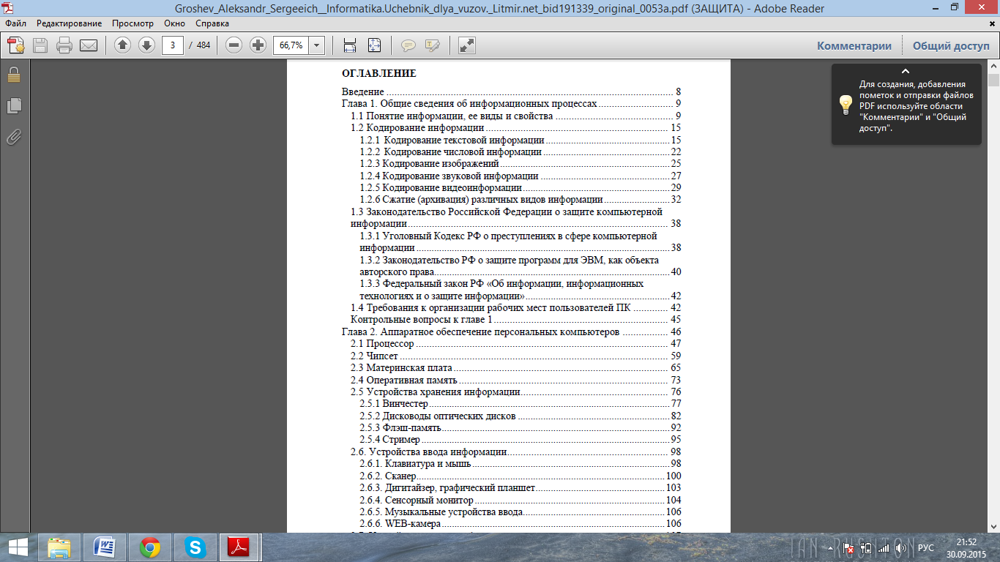 Groshev_Aleksandr_Sergeeich__Informatika.Uchebnik_dlya_vuzov._Litmir.net_bid191339_original_0053a.pdf (ЗАЩИТА) - Adobe Reader
Файл Редактирование Просмотр Окно Справка
3 / 484 66,7% Комментарии Общий доступ
Для создания, добавления
пометок и отправки файлов
PDF используйте области
"Комментарии" и "Общий
доступ".
ОГЛАВЛЕНИЕ
Введение 8
Глава 1. Общие сведения об информационных процессах 9
1.1 Понятие информации, ее виды и свойства 9
1.2 Кодирование информации 15
1.2.1 Кодирование текстовой информации 15
1.2.2 Кодирование числовой информации 22
1.2.3 Кодирование изображений 25
1.2.4 Кодирование звуковой информации 27
1.2.5 Кодирование видеоинформации 29
1.2.6 Сжатие (архивация) различных видов информации 32
1.3 Законодательство Российской Федерации о защите компьютерной
информации 38
1.3.1 Уголовный Кодекс РФ о преступлениях в сфере компьютерной
информации 38
1.3.2 Законодательство РФ о защите программ для ЭВМ, как объекта
авторского права 40
1.3.3 Федеральный закон РФ «Об информации, информационных
технологиях и о защите информации» 42
1.4 Требования к организации рабочих мест пользователей ПК 42
Контрольные вопросы к главе 1 45
Глава 2. Аппаратное обеспечение персональных компьютеров 46
2.1 Процессор 47
2.2 Чипсет 59
2.3 Материнская плата 65
2.4 Оперативная память 73
2.5 Устройства хранения информации 76
2.5.1 Винчестер 77
2.5.2 Дисководы оптических дисков 82
2.5.3 Флэш-память 92
2.5.4 Стример 95
2.6. Устройства ввода информации 98
2.6.1. Клавиатура и мышь 98
2.6.2. Сканер 100
2.6.3. Дигитайзер, графический планшет 103
2.6.4. Сенсорный монитор 104
2.6.5. Музыкальные устройства ввода 106
2.6.6. WEB-камера 106
IAN RUSHTON
РУС
21:52
30.09.2015